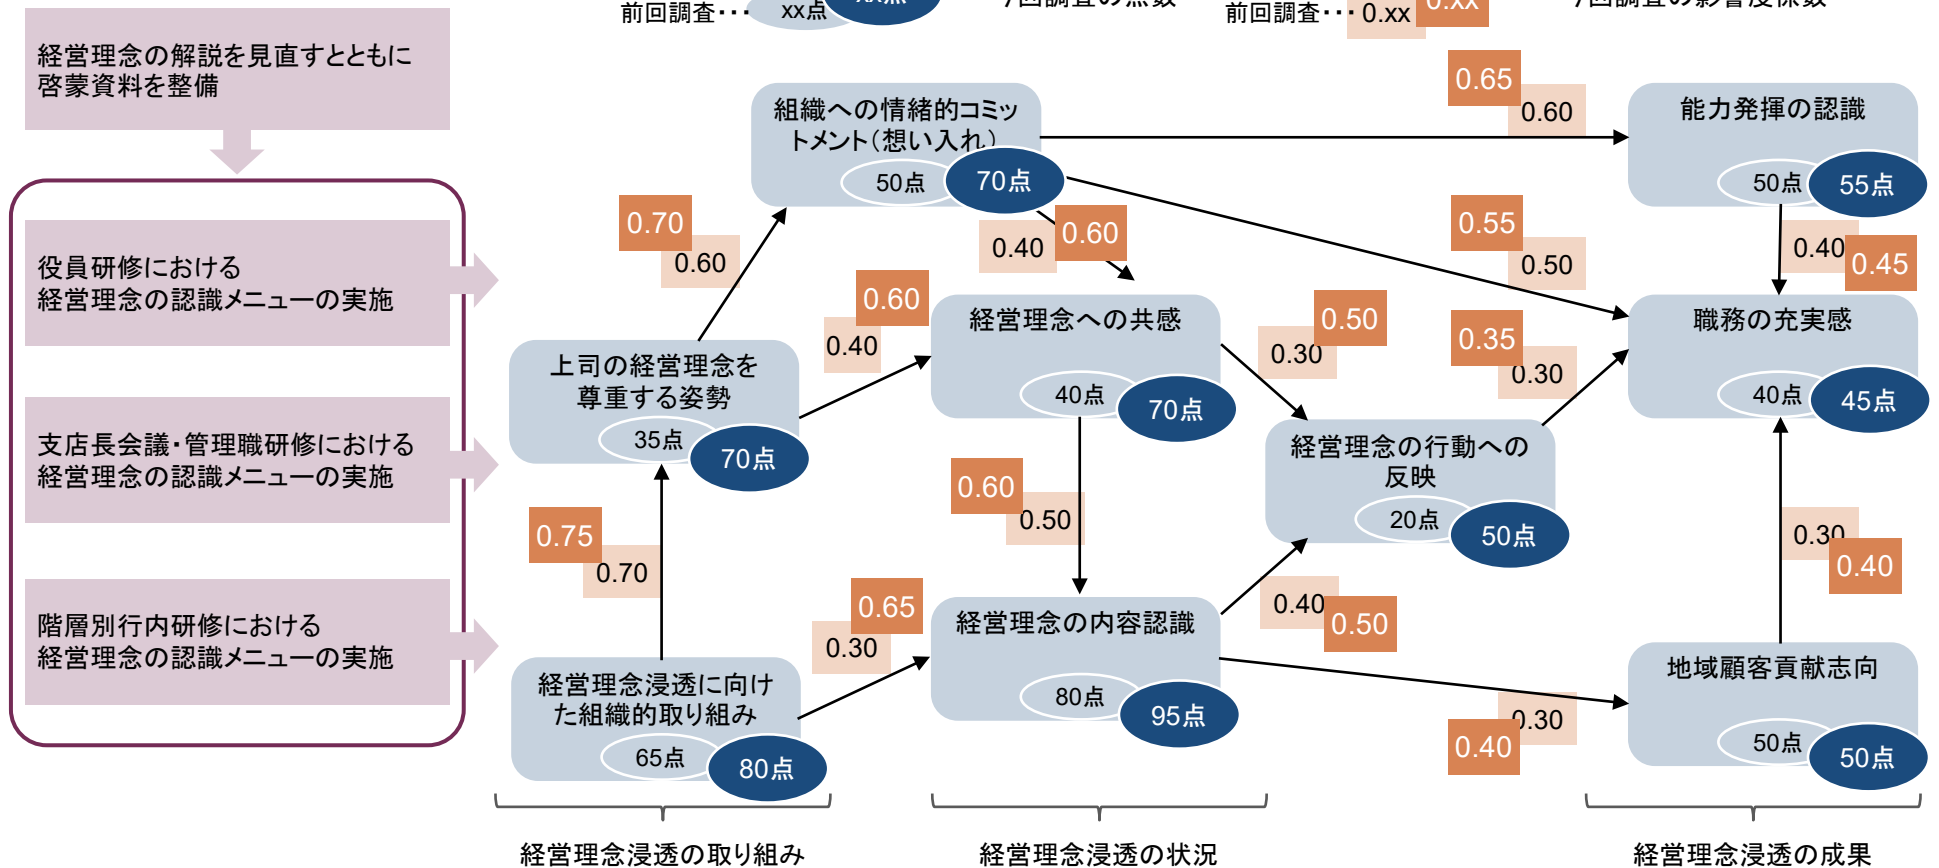 前回調査･･･ xx点
前回調査･･･ 0.xx
経営理念の解説を見直すとともに
啓蒙資料を整備
役員研修における
経営理念の認識メニューの実施
支店長会議･管理職研修における
経営理念の認識メニューの実施
階層別行内研修における
経営理念の認識メニューの実施
組織への情緒的コミッ
トメント（想い入れ）
50点
70点
0.65
0.60
能力発揮の認識
50点
55点
0.70
0.60
0.40
0.60
0.55
0.50
0.40
0.45
上司の経営理念を
尊重する姿勢
35点
70点
0.60
0.40
経営理念への共感
40点
70点
0.50
0.30
0.35
0.30
職務の充実感
40点
45点
経営理念の行動への
反映
20点
50点
0.75
0.70
0.60
0.50
0.30
0.40
0.65
0.30
経営理念の内容認識
80点
95点
0.40
0.50
経営理念浸透に向け
た組織的取り組み
65点
80点
0.30
0.40
地域顧客貢献志向
50点
50点
経営理念浸透の取り組み
経営理念浸透の状況
経営理念浸透の成果